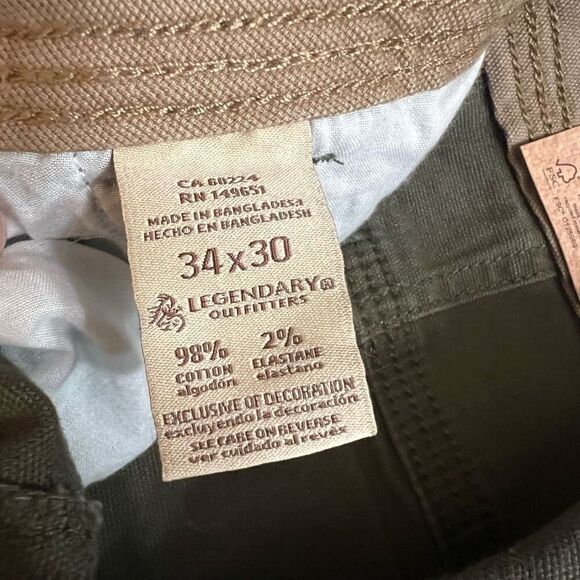 CA 60224
RN 149651
MADE IN BANGLADESH
HECHO EN BANGLADESH
34 x 30
LEGENDARY®
OUTFITTERS
98% 2%
COTTON ELASTANE
algodón elastano
EXCLUSIVE OF DECORATION
excluyendo la decoración
SEE CARE ON REVERSE
ver cuidado al revés
FSC